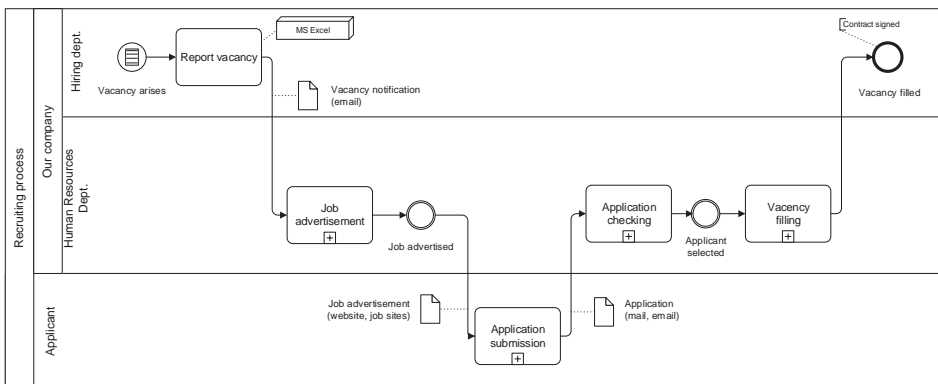 Recruiting process
Our company
Hiring dept.
Vacancy arises
Report vacancy
MS Excel
Vacancy notification
(email)
Contract signed
Vacancy filled
Human Resources
Dept.
Job
advertisement
Job advertised
Application
checking
Applicant
selected
Vacency
filling
Applicant
Job advertisement
(website, job sites)
Application
submission
Application
(mail, email)